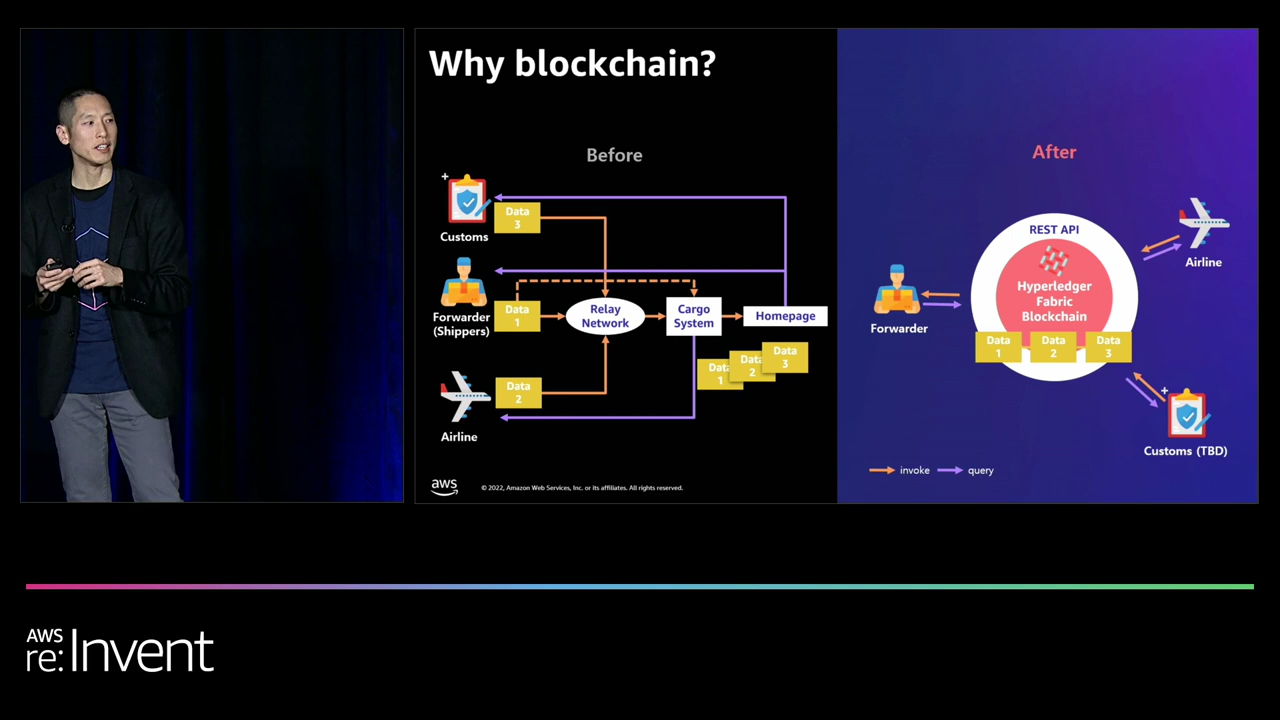 Why blockchain?
Before
Customs
Data
3
Forwarder
(Shippers)
Data
1
Relay
Network
Cargo
System
Homepage
Data
1
Data
2
Data
3
Data
2
Airline
aws
© 2022, Amazon Web Services, Inc. or its affiliates. All rights reserved.
After
REST API
Hyperledger
Fabric
Blockchain
Data
1
Data
2
Data
3
Forwarder
Airline
Customs (TBD)
invoke
query
AWS
re:Invent